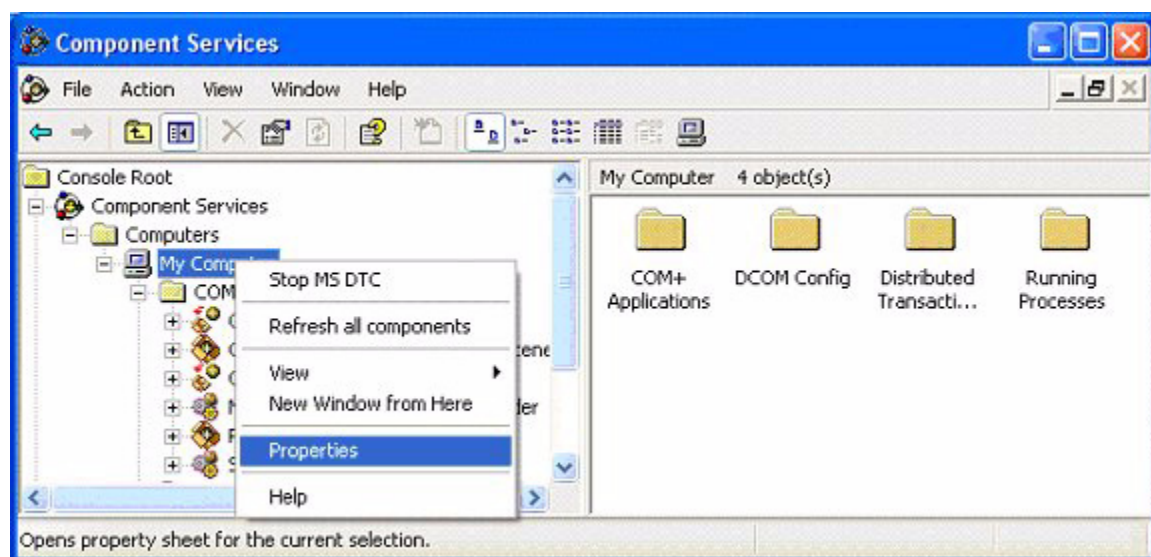 Component Services
File Action View Window Help
Console Root
Component Services
Computers
My Comp
COM
My Computer 4 object(s)
COM+
Applications
DCOM Config
Distributed
Transacti...
Running
Processes
Stop MS DTC
Refresh all components
View
New Window from Here
Properties
Help
Opens property sheet for the current selection.